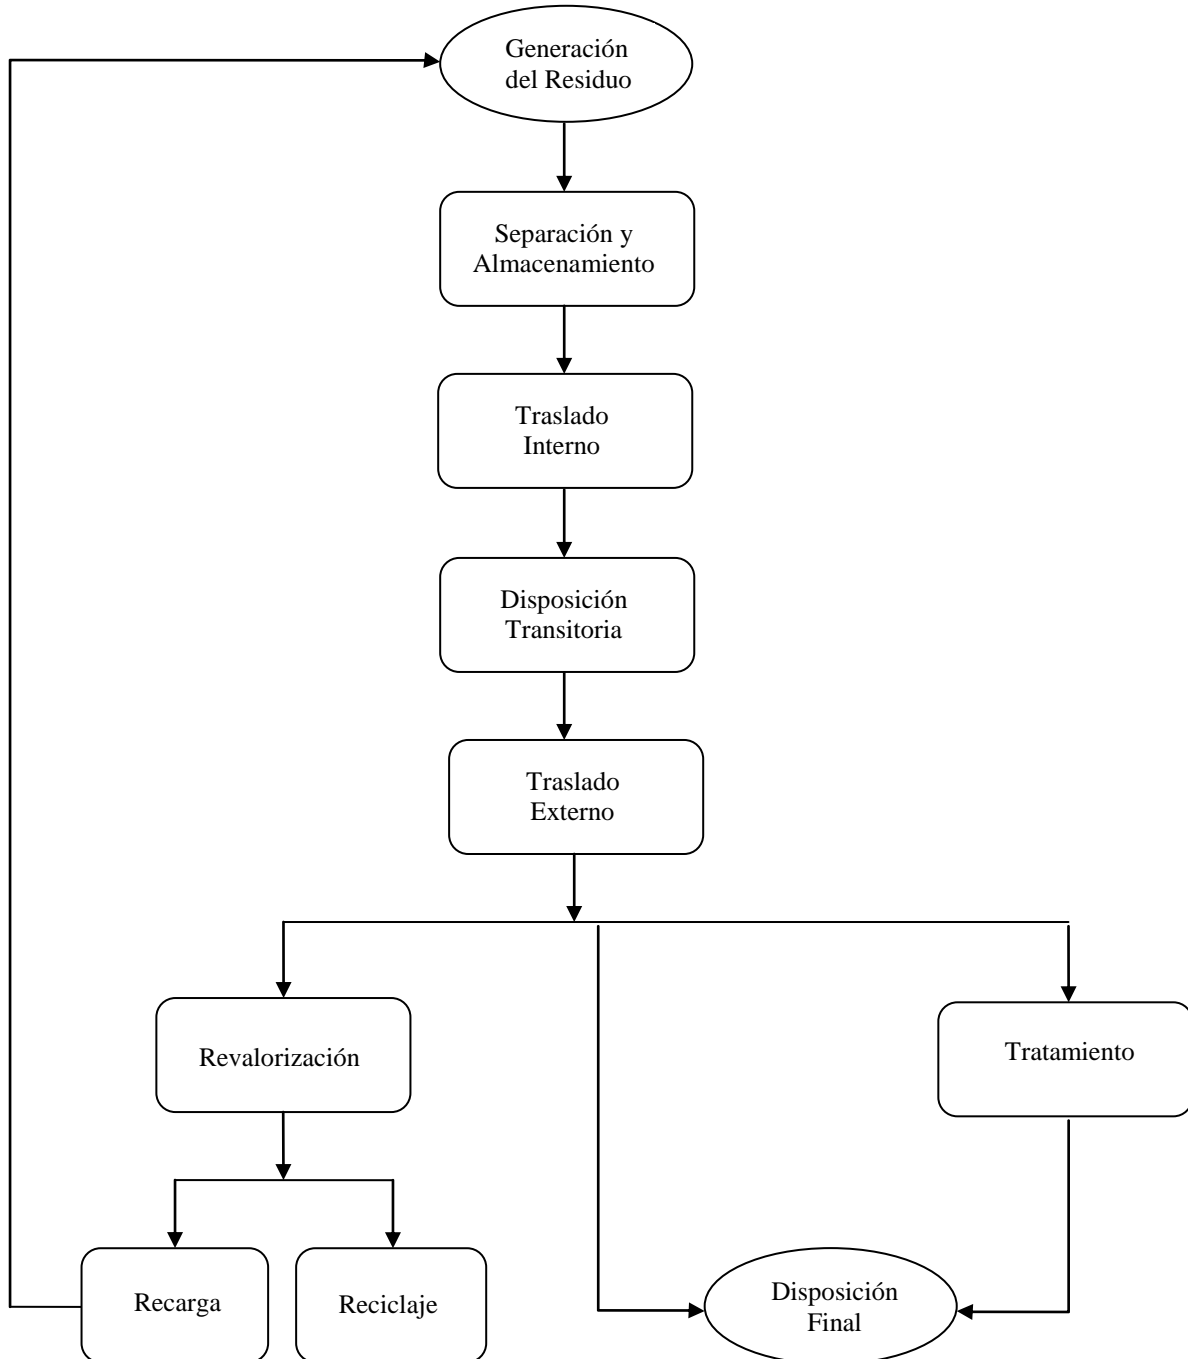 Generación
del Residuo
Separación y
Almacenamiento
Traslado
Interno
Disposición
Transitoria
Traslado
Externo
Revalorización
Tratamiento
Recarga
Reciclaje
Disposición
Final